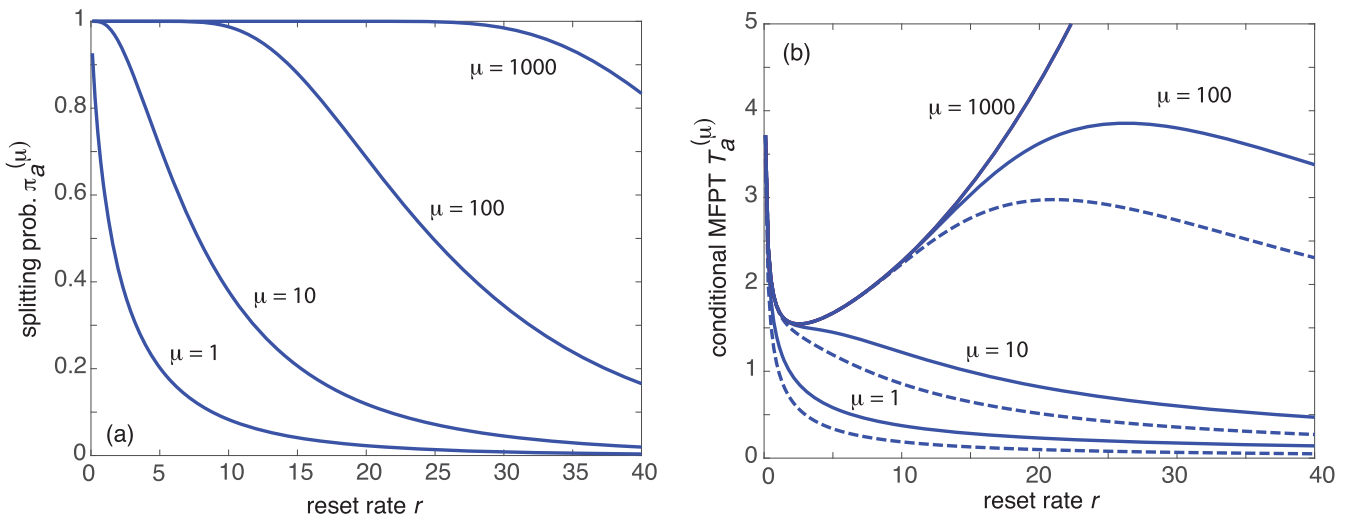 1
0.8
0.6
0.4
0.2
0
splitting prob. π_a^(μ)
μ = 1000
μ = 100
μ = 10
μ = 1
(a)
0 5 10 15 20 25 30 35 40
reset rate r
5
4
3
2
1
0
conditional MFPT T_a^(μ)
(b)
μ = 1000
μ = 100
μ = 10
μ = 1
0 10 20 30 40
reset rate r